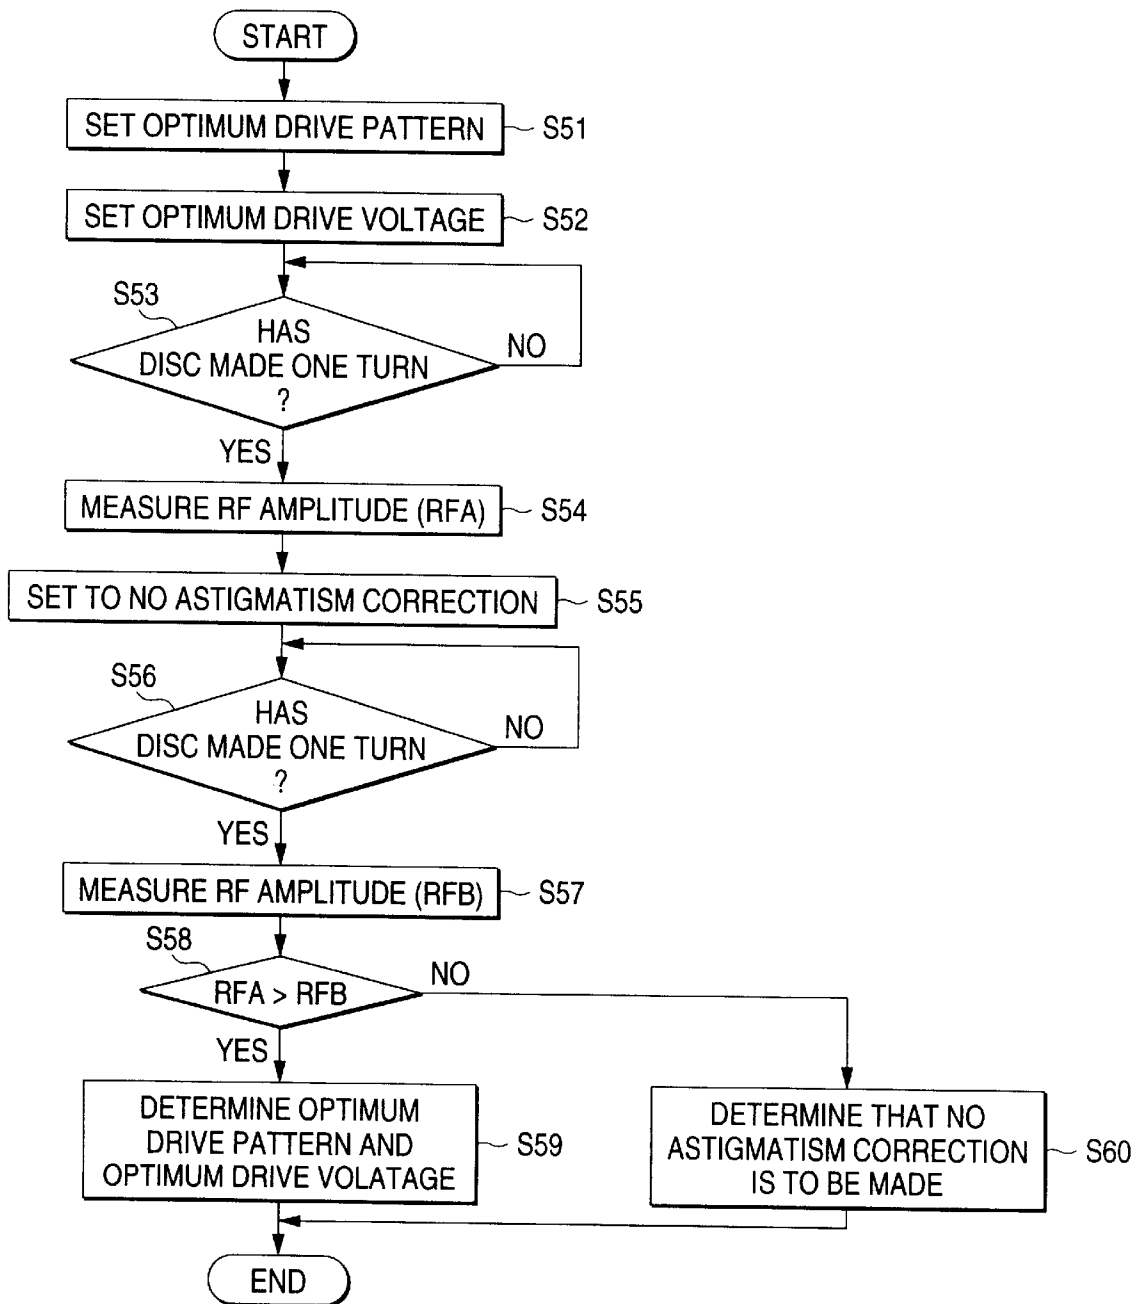 START
SET OPTIMUM DRIVE PATTERN
S51
SET OPTIMUM DRIVE VOLTAGE
S52
S53
HAS
DISC MADE ONE TURN
?
NO
YES
MEASURE RF AMPLITUDE (RFA)
S54
SET TO NO ASTIGMATISM CORRECTION
S55
S56
HAS
DISC MADE ONE TURN
?
NO
YES
MEASURE RF AMPLITUDE (RFB)
S57
S58
RFA > RFB
NO
YES
DETERMINE OPTIMUM
DRIVE PATTERN AND
OPTIMUM DRIVE VOLATAGE
S59
DETERMINE THAT NO
ASTIGMATISM CORRECTION
IS TO BE MADE
S60
END